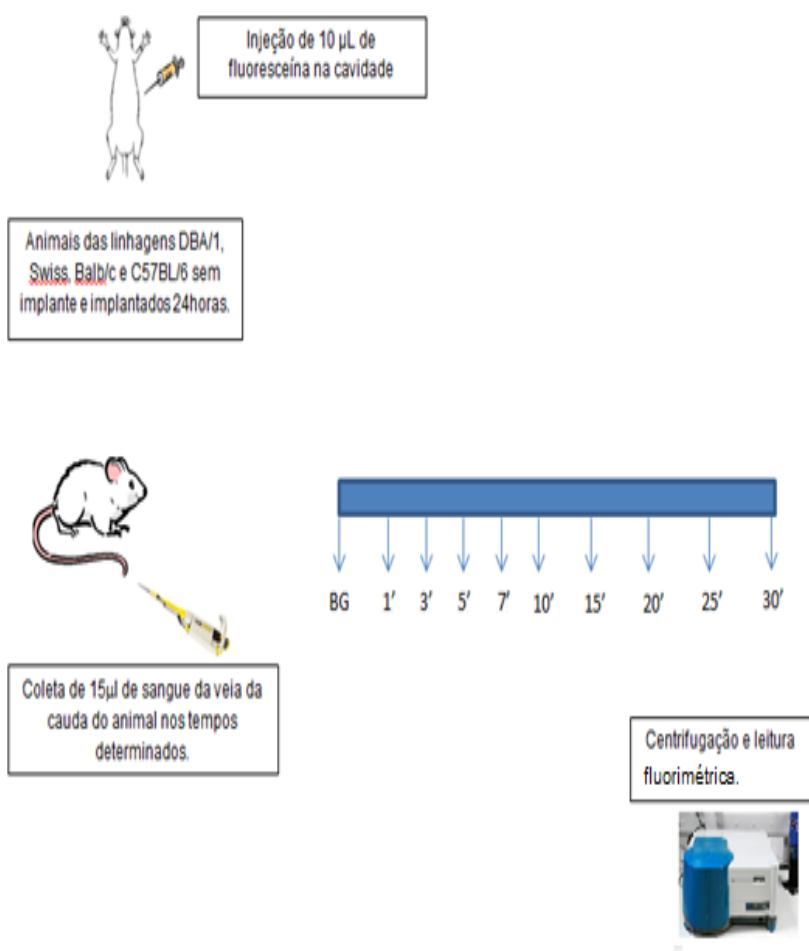 Injeção de 10 µL de
fluoresceína na cavidade
Animais das linhagens DBA/1,
Swiss, Balb/c e C57BL/6 sem
implante e implantados 24horas.
BG 1’ 3’ 5’ 7’ 10’ 15’ 20’ 25’ 30’
Coleta de 15µl de sangue da veia da
cauda do animal nos tempos
determinados.
Centrifugação e leitura
fluorimétrica.